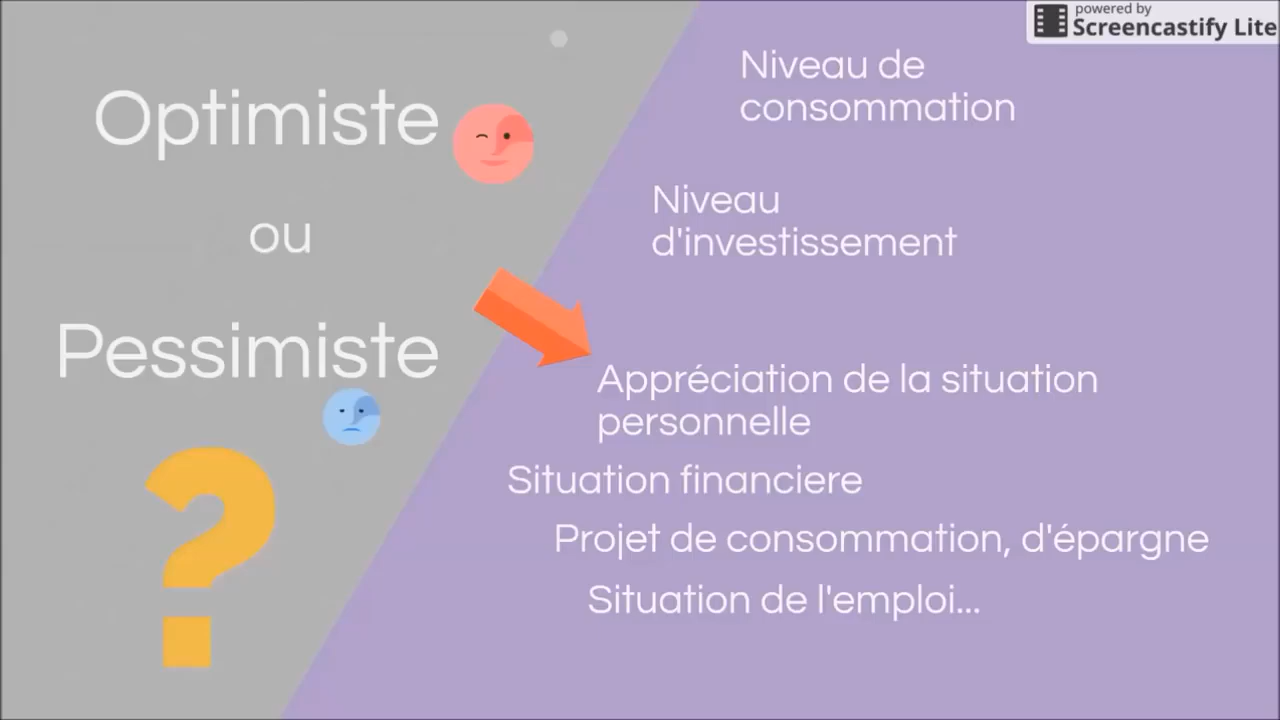 Optimiste
ou
Pessimiste
?
powered by
Screencastify Lite
Niveau de
consommation
Niveau
d'investissement
Appréciation de la situation
personnelle
Situation financiere
Projet de consommation, d'épargne
Situation de l'emploi...